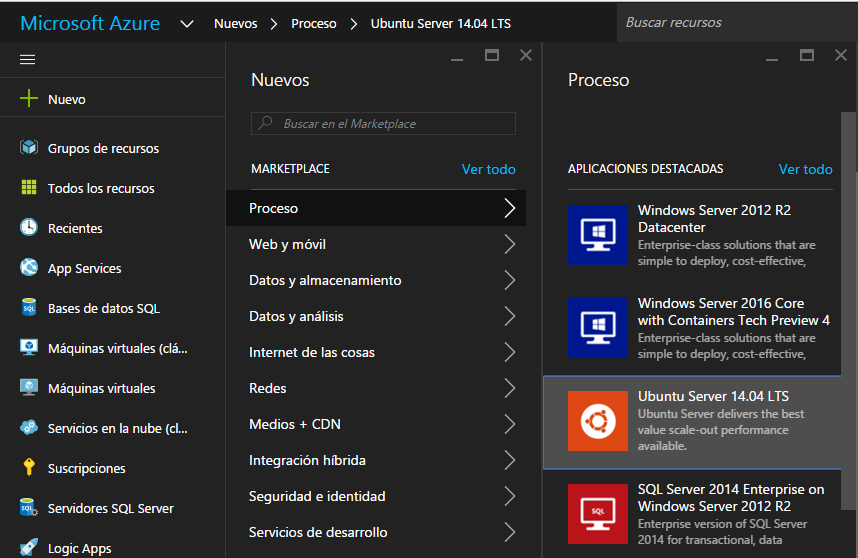 Microsoft Azure
Nuevos
Proceso
Ubuntu Server 14.04 LTS
Buscar recursos
Nuevo
Grupos de recursos
Todos los recursos
Recientes
App Services
Bases de datos SQL
Máquinas virtuales (clá...
Máquinas virtuales
Servicios en la nube (cl...
Suscripciones
Servidores SQL Server
Logic Apps
Nuevos
Buscar en el Marketplace
MARKETPLACE
Ver todo
Proceso
Web y móvil
Datos y almacenamiento
Datos y análisis
Internet de las cosas
Redes
Medios + CDN
Integración híbrida
Seguridad e identidad
Servicios de desarrollo
Proceso
APLICACIONES DESTACADAS
Ver todo
Windows Server 2012 R2
Datacenter
Enterprise-class solutions that are
simple to deploy, cost-effective,
Windows Server 2016 Core
with Containers Tech Preview 4
Enterprise-class solutions that are
simple to deploy, cost-effective,
Ubuntu Server 14.04 LTS
Ubuntu Server delivers the best
value scale-out performance
available.
SQL
SQL Server 2014 Enterprise on
Windows Server 2012 R2
Enterprise version of SQL Server
2014 for transactional, data